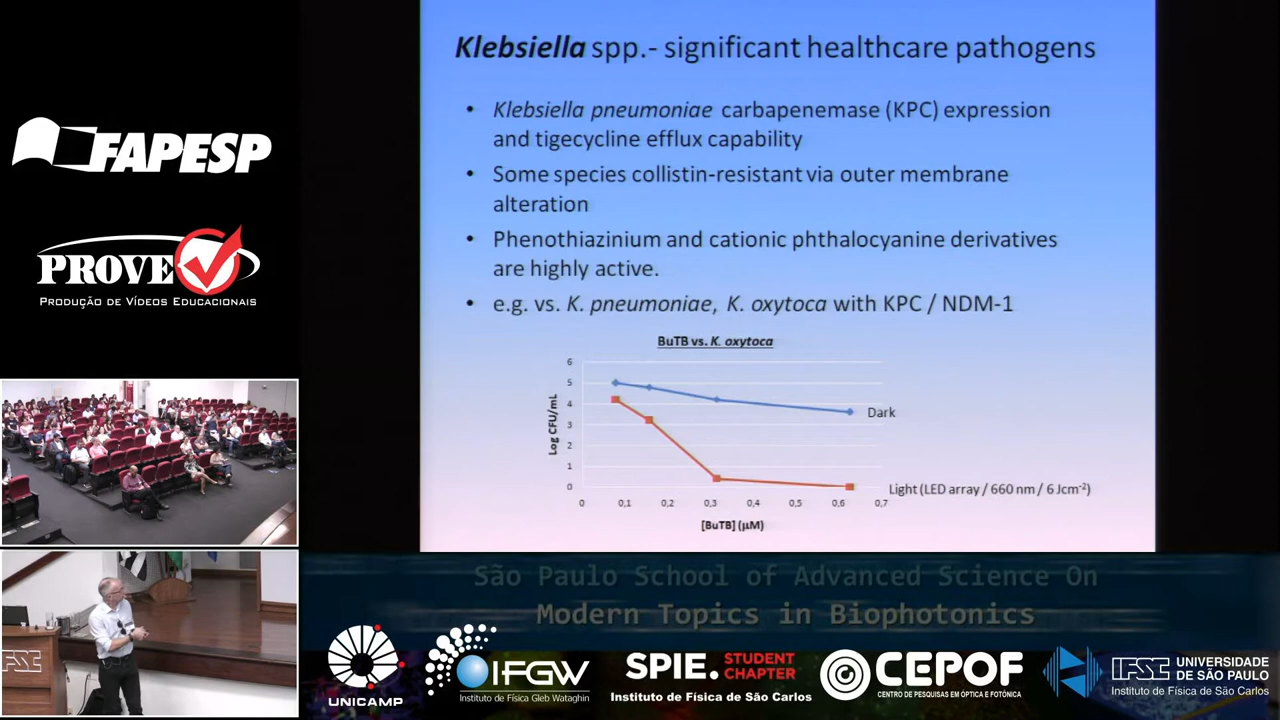 FAPESP
PROVE
PRODUÇÃO DE VÍDEOS EDUCACIONAIS
Klebsiella spp.- significant healthcare pathogens
• Klebsiella pneumoniae carbapenemase (KPC) expression
and tigecycline efflux capability
• Some species collistin-resistant via outer membrane
alteration
• Phenothiazinium and cationic phthalocyanine derivatives
are highly active.
• e.g. vs. K. pneumoniae, K. oxytoca with KPC / NDM-1
BuTB vs. K. oxytoca
Log CFU/mL
6
5
4
3
2
1
0
Dark
Light (LED array / 660 nm / 6 Jcm-2)
0 0,1 0,2 0,3 0,4 0,5 0,6 0,7
[BuTB] (µM)
São Paulo School of Advanced Science On
Modern Topics in Biophotonics
IFSC
UNICAMP
IFGW
Instituto de Física Gleb Wataghin
SPIE. STUDENT
CHAPTER
Instituto de Física de São Carlos
CEPOF
CENTRO DE PESQUISAS EM ÓPTICA E FOTÔNICA
IFSC UNIVERSIDADE
DE SÃO PAULO
Instituto de Física de São Carlos